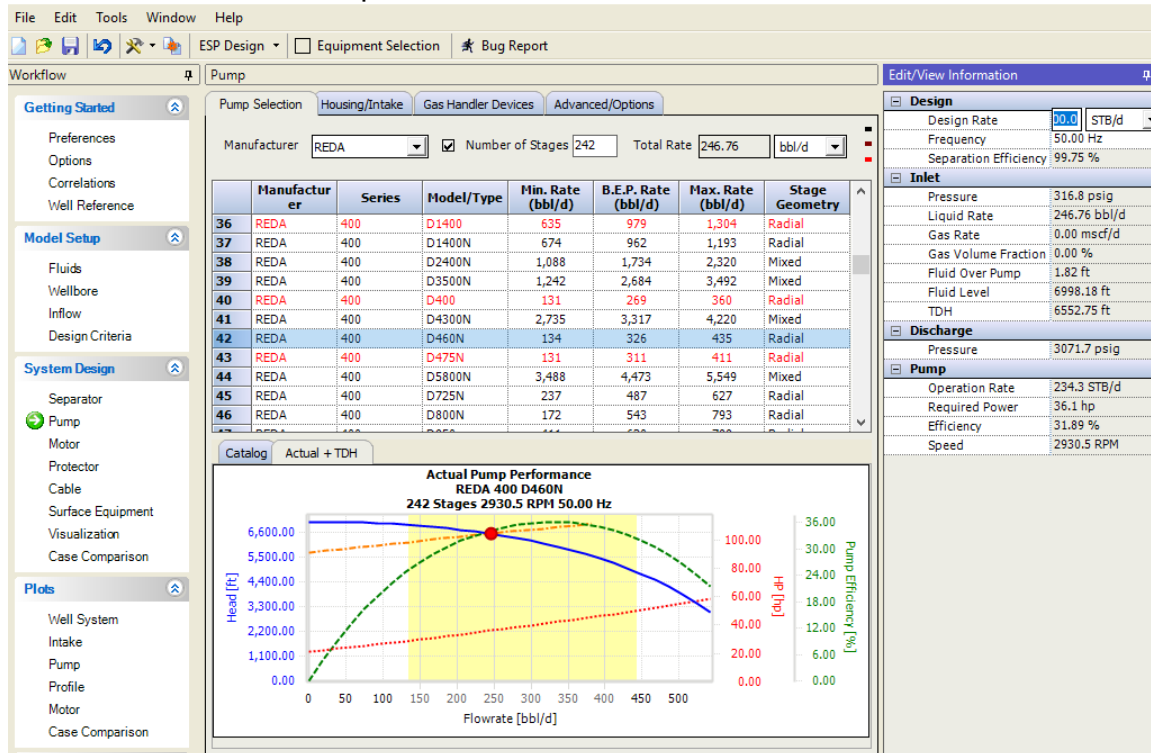 File Edit Tools Window Help
ESP Design Equipment Selection Bug Report
Workflow
Getting Started
Preferences
Options
Correlations
Well Reference
Model Setup
Fluids
Wellbore
Inflow
Design Criteria
System Design
Separator
Pump
Motor
Protector
Cable
Surface Equipment
Visualization
Case Comparison
Plots
Well System
Intake
Pump
Profile
Motor
Case Comparison
Pump
Pump Selection Housing/Intake Gas Handler Devices Advanced/Options
Manufacturer REDA Number of Stages 242 Total Rate 246.76 bbl/d
Manufactur er Series Model/Type Min. Rate (bbl/d) B.E.P. Rate (bbl/d) Max. Rate (bbl/d) Stage Geometry
36 REDA 400 D1400 635 979 1,304 Radial
37 REDA 400 D1400N 674 962 1,193 Radial
38 REDA 400 D2400N 1,088 1,734 2,320 Mixed
39 REDA 400 D3500N 1,242 2,684 3,492 Mixed
40 REDA 400 D400 131 269 360 Radial
41 REDA 400 D4300N 2,735 3,317 4,220 Mixed
42 REDA 400 D460N 134 326 435 Radial
43 REDA 400 D475N 131 311 411 Radial
44 REDA 400 D5800N 3,488 4,473 5,549 Mixed
45 REDA 400 D725N 237 487 627 Radial
46 REDA 400 D800N 172 543 793 Radial
Catalog Actual + TDH
Actual Pump Performance
REDA 400 D460N
242 Stages 2930.5 RPM 50.00 Hz
Head [ft]
6,600.00
5,500.00
4,400.00
3,300.00
2,200.00
1,100.00
0.00
100.00
80.00
60.00
40.00
20.00
0.00
HP [hp]
36.00
30.00
24.00
18.00
12.00
6.00
0.00
Pump Efficiency [%]
0 50 100 150 200 250 300 350 400 450 500
Flowrate [bbl/d]
Edit/View Information
Design
Design Rate 00.0 STB/d
Frequency 50.00 Hz
Separation Efficiency 99.75 %
Inlet
Pressure 316.8 psig
Liquid Rate 246.76 bbl/d
Gas Rate 0.00 mscf/d
Gas Volume Fraction 0.00 %
Fluid Over Pump 1.82 ft
Fluid Level 6998.18 ft
TDH 6552.75 ft
Discharge
Pressure 3071.7 psig
Pump
Operation Rate 234.3 STB/d
Required Power 36.1 hp
Efficiency 31.89 %
Speed 2930.5 RPM